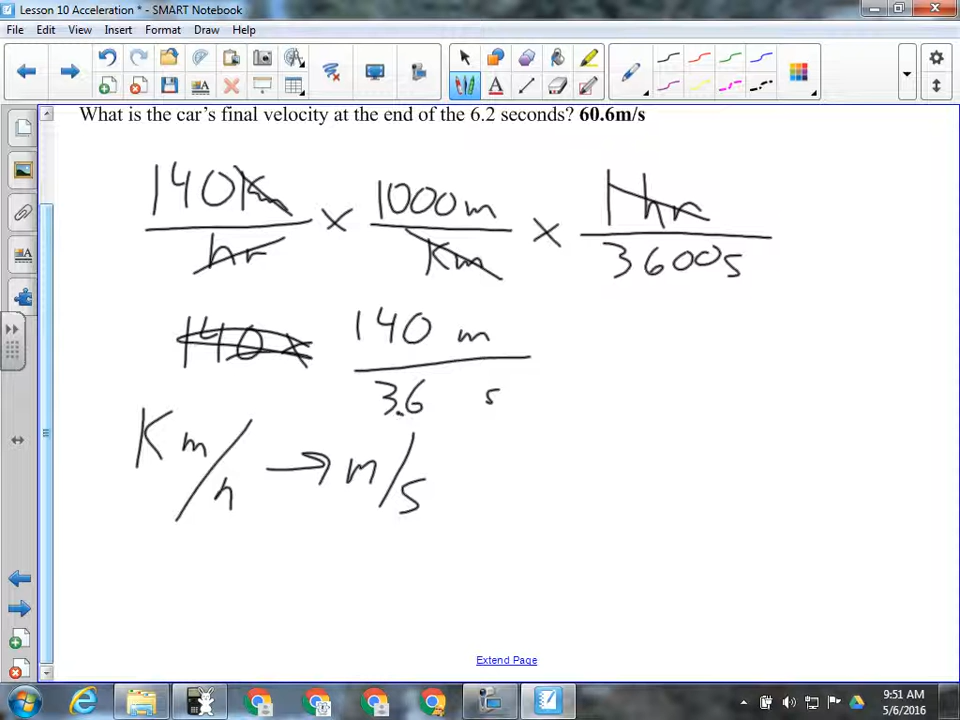 Lesson 10 Acceleration * - SMART Notebook
File Edit View Insert Format Draw Help
What is the car's final velocity at the end of the 6.2 seconds? 60.6m/s
140km × 1000m × 1hr
hr km 3600s
140 x 140 m
3.6 s
Km/h → m/s
Extend Page
9:51 AM
5/6/2016